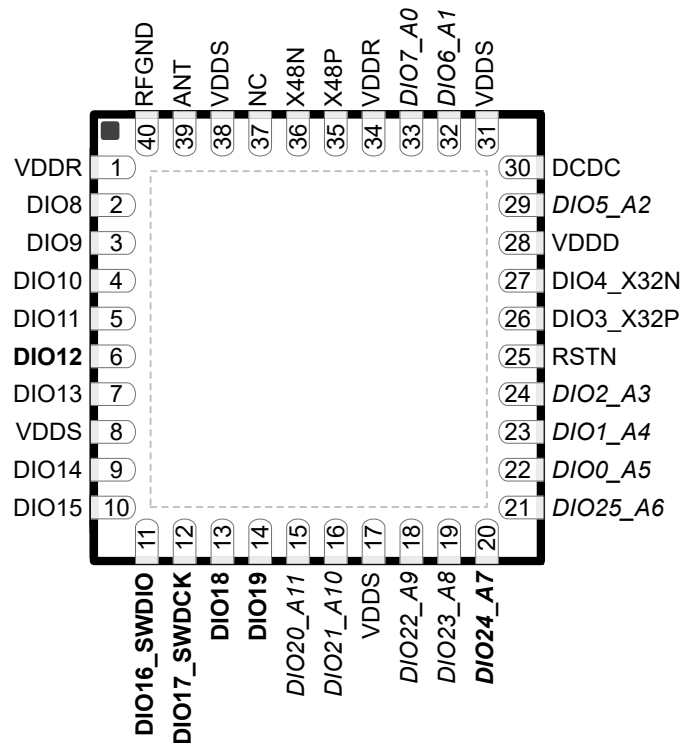 RFGND
ANT
VDDS
NC
X48N
X48P
VDDR
DIO7_A0
DIO6_A1
VDDS
40
39
38
37
36
35
34
33
32
31
VDDR 1
DIO8 2
DIO9 3
DIO10 4
DIO11 5
DIO12 6
DIO13 7
VDDS 8
DIO14 9
DIO15 10
30 DCDC
29 DIO5_A2
28 VDDD
27 DIO4_X32N
26 DIO3_X32P
25 RSTN
24 DIO2_A3
23 DIO1_A4
22 DIO0_A5
21 DIO25_A6
11
12
13
14
15
16
17
18
19
20
DIO16_SWDIO
DIO17_SWDCK
DIO18
DIO19
DIO20_A11
DIO21_A10
VDDS
DIO22_A9
DIO23_A8
DIO24_A7